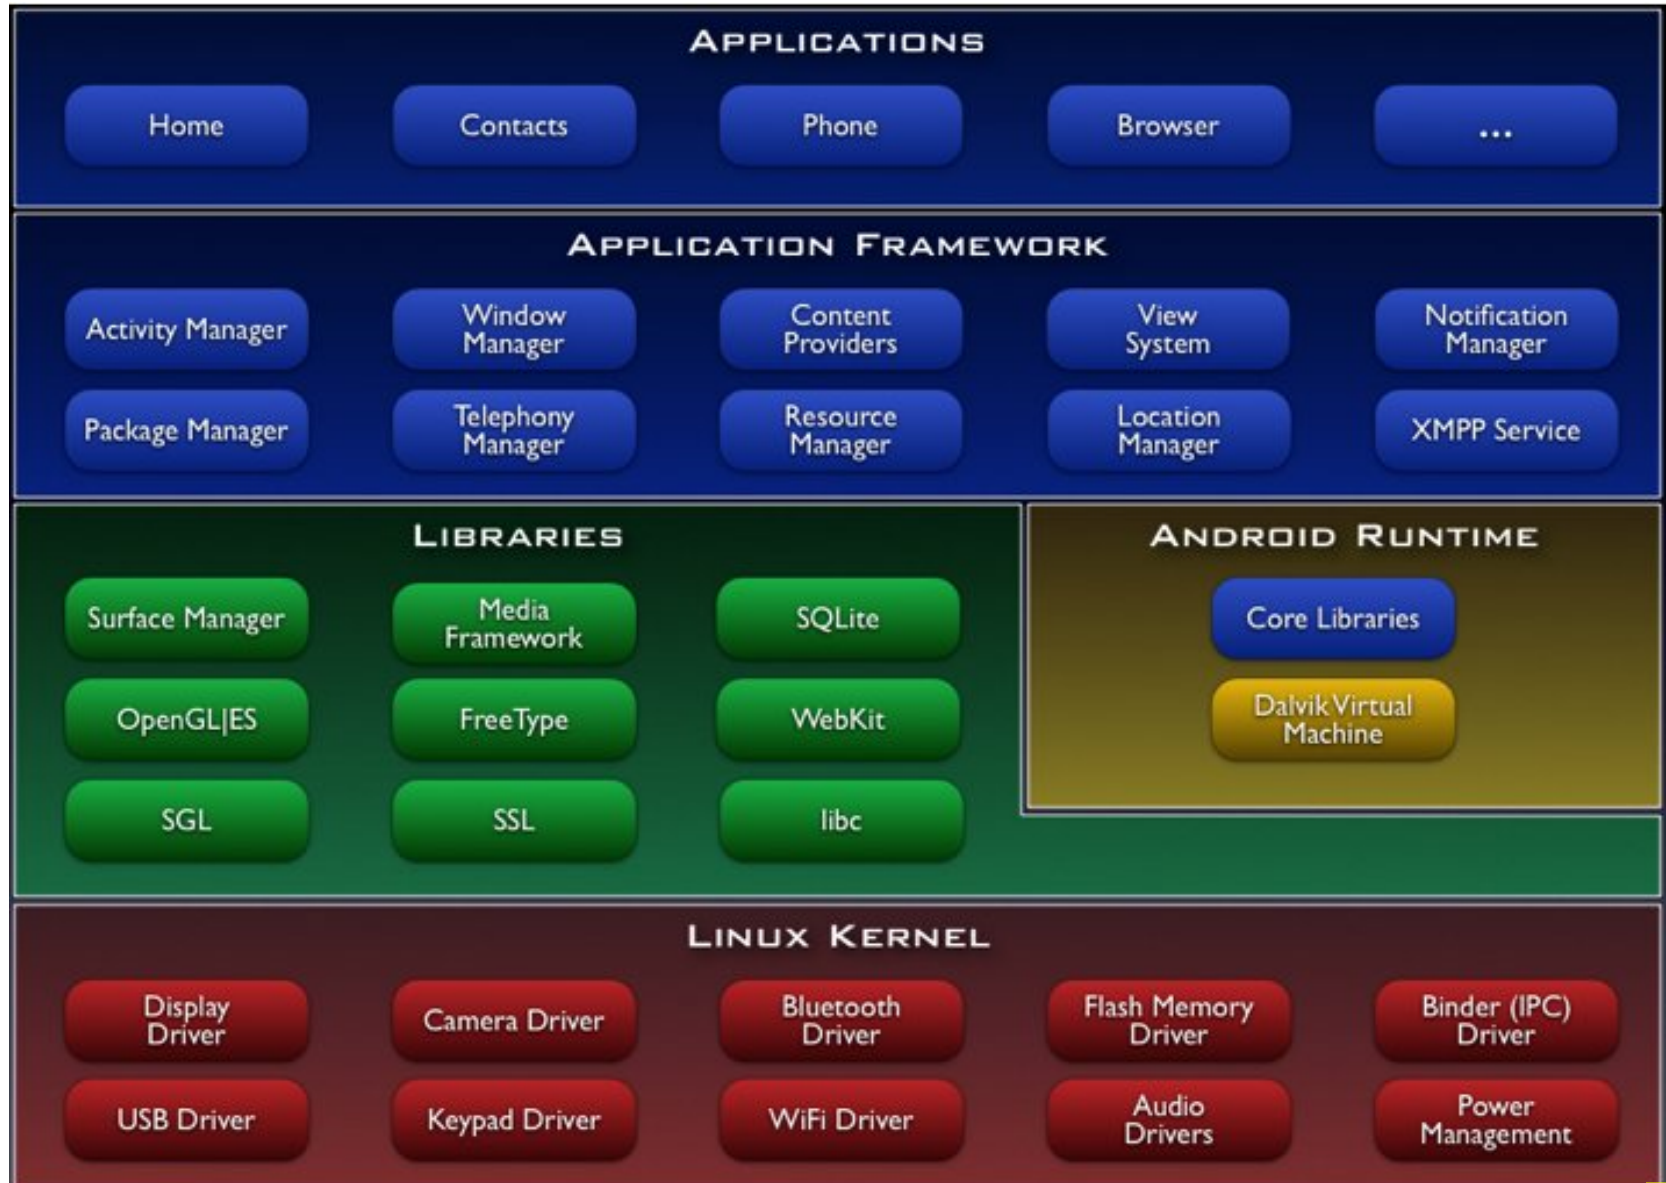 APPLICATIONS
Home
Contacts
Phone
Browser
...
APPLICATION FRAMEWORK
Activity Manager
Window
Manager
Content
Providers
View
System
Notification
Manager
Package Manager
Telephony
Manager
Resource
Manager
Location
Manager
XMPP Service
LIBRARIES
Surface Manager
Media
Framework
SQLite
OpenGL|ES
FreeType
WebKit
SGL
SSL
libc
ANDROID RUNTIME
Core Libraries
Dalvik Virtual
Machine
LINUX KERNEL
Display
Driver
Camera Driver
Bluetooth
Driver
Flash Memory
Driver
Binder (IPC)
Driver
USB Driver
Keypad Driver
WiFi Driver
Audio
Drivers
Power
Management